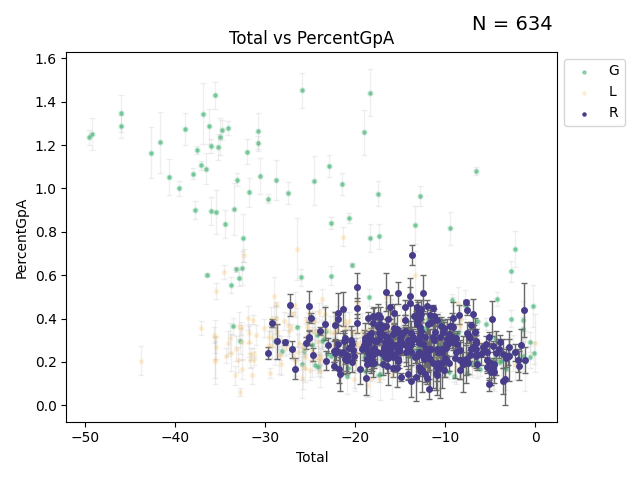 N = 634
Total vs PercentGpA
G
L
R
PercentGpA
1.6
1.4
1.2
1.0
0.8
0.6
0.4
0.2
0.0
−50 −40 −30 −20 −10 0
Total